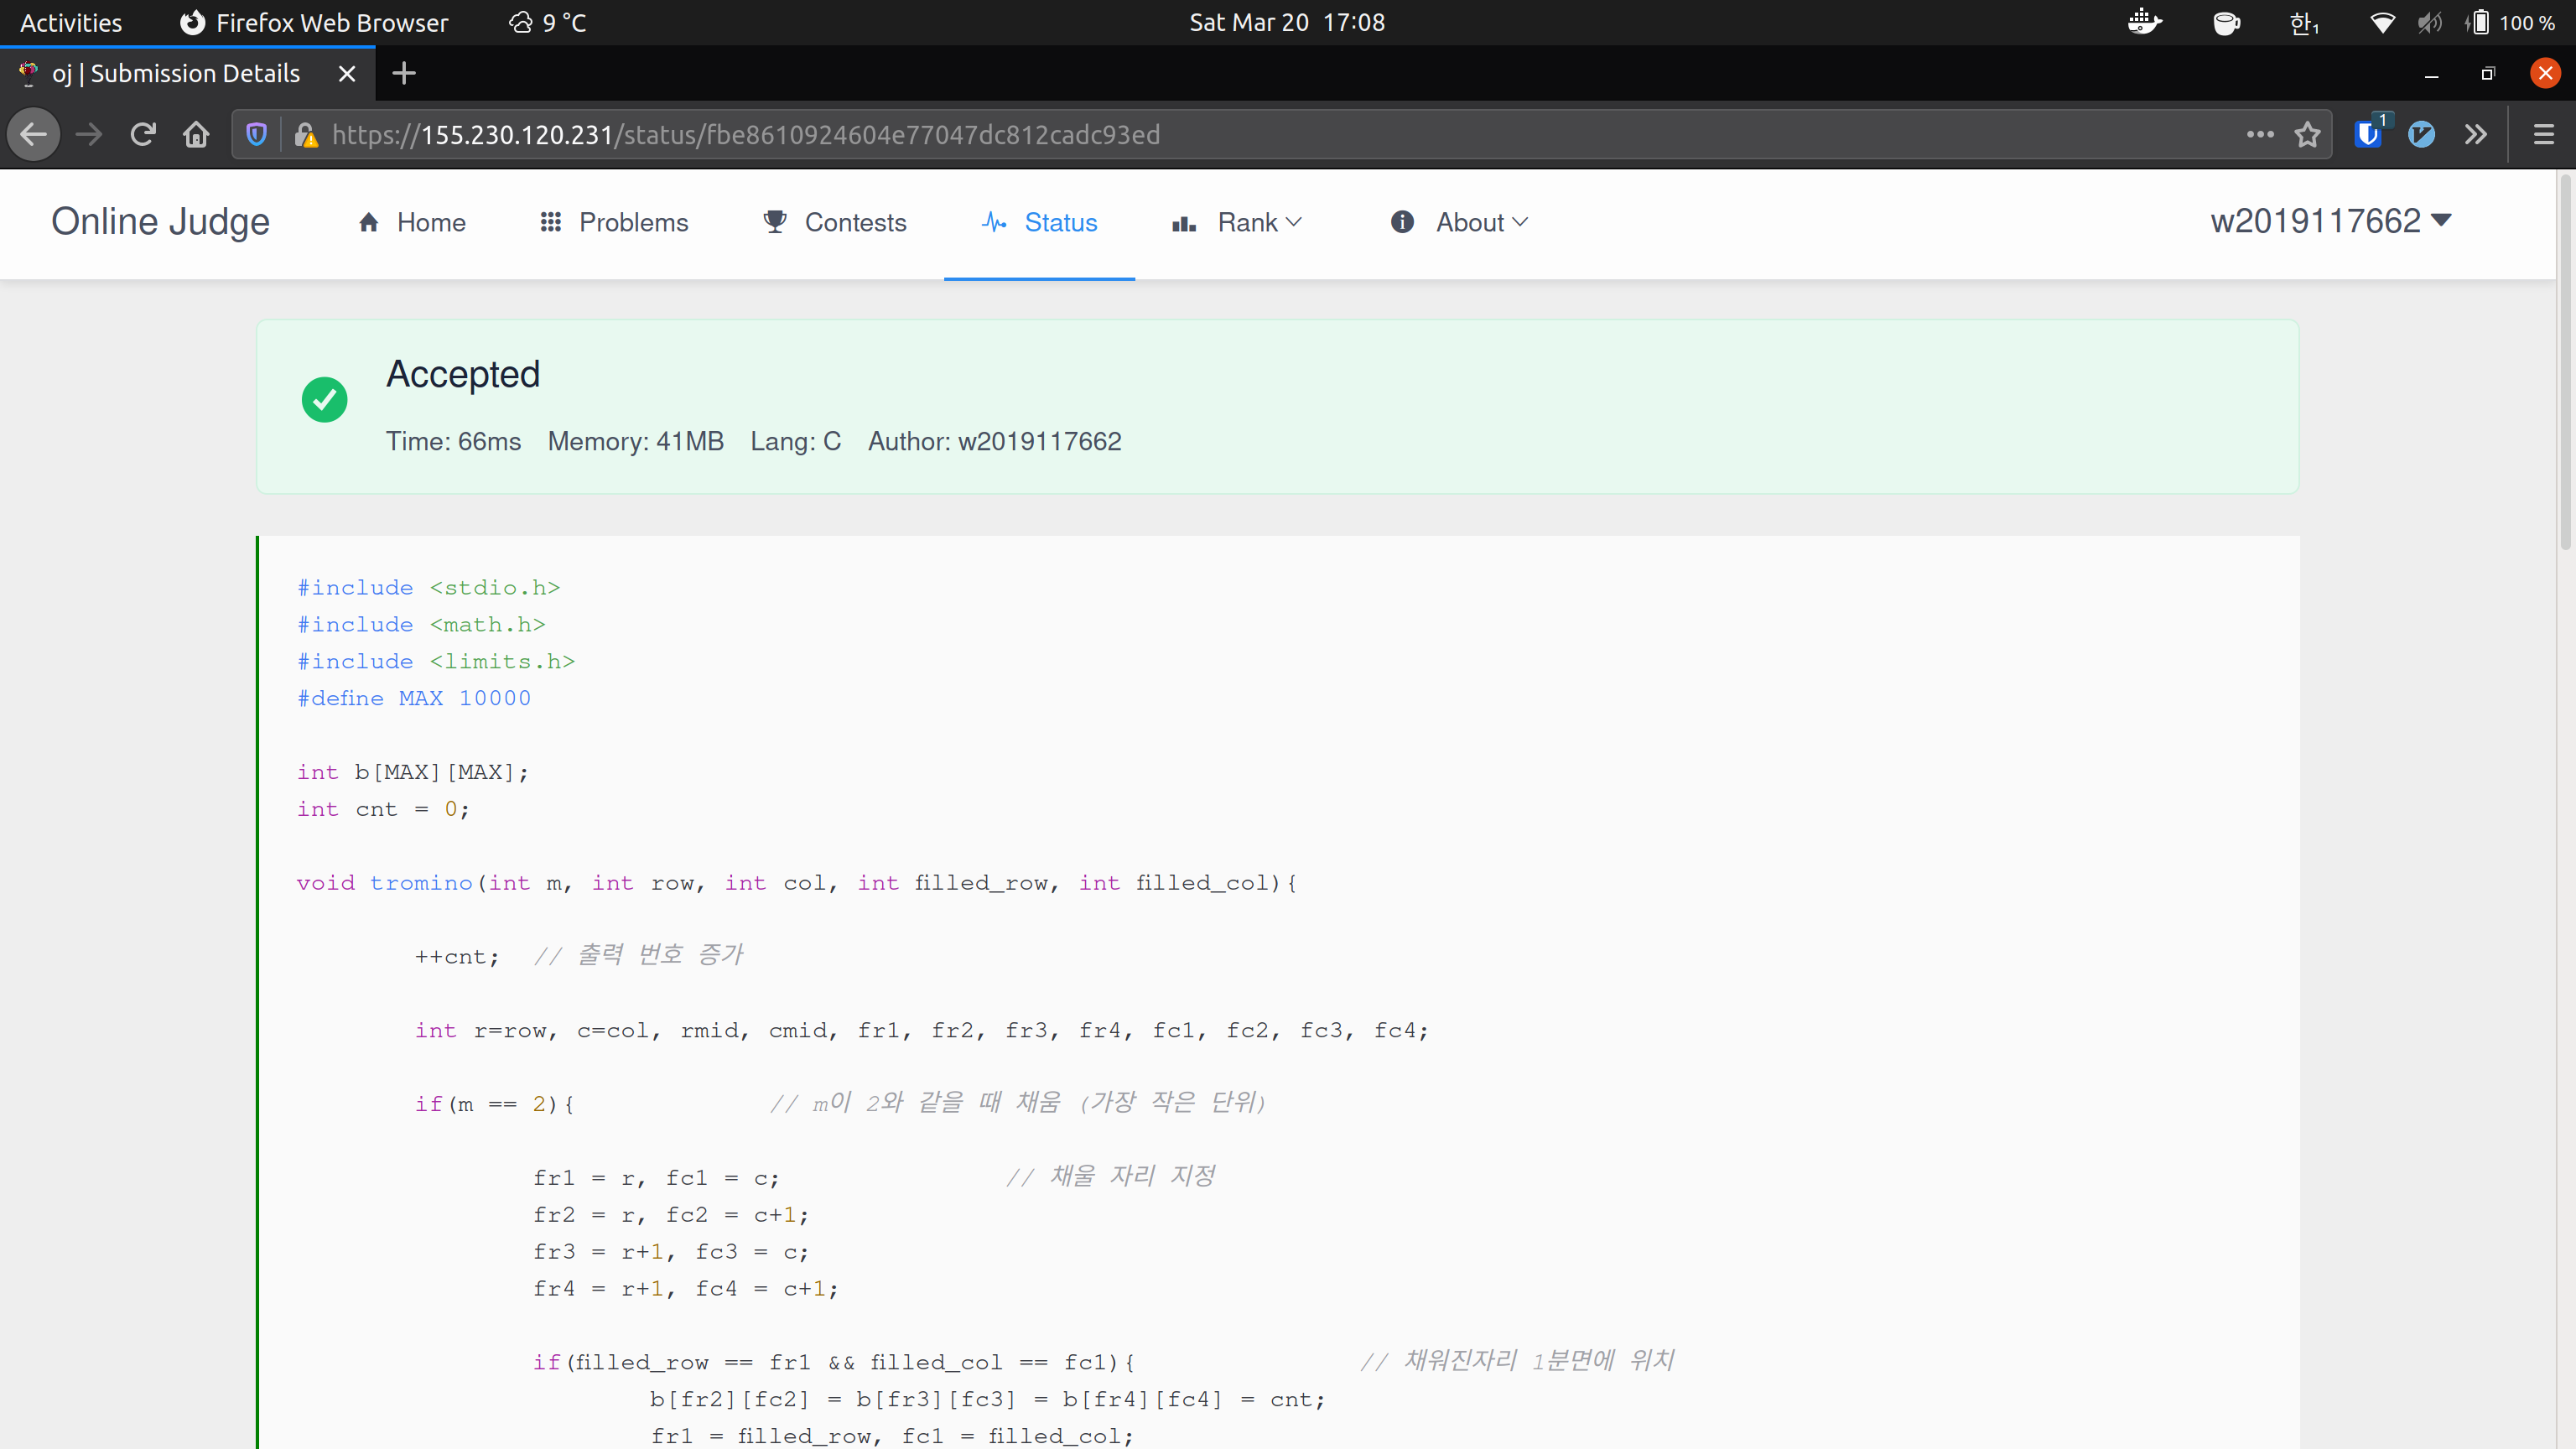 Activities Firefox Web Browser 9 °C Sat Mar 20 17:08 한1 100 %
oj | Submission Details
https://155.230.120.231/status/fbe8610924604e77047dc812cadc93ed 1
Online Judge Home Problems Contests Status Rank About w2019117662
Accepted
Time: 66ms Memory: 41MB Lang: C Author: w2019117662
#include <stdio.h>
#include <math.h>
#include <limits.h>
#define MAX 10000
int b[MAX][MAX];
int cnt = 0;
void tromino(int m, int row, int col, int filled_row, int filled_col){
++cnt; // 출력 번호 증가
int r=row, c=col, rmid, cmid, fr1, fr2, fr3, fr4, fc1, fc2, fc3, fc4;
if(m == 2){ // m이 2와 같을 때 채움 (가장 작은 단위)
fr1 = r, fc1 = c; // 채울 자리 지정
fr2 = r, fc2 = c+1;
fr3 = r+1, fc3 = c;
fr4 = r+1, fc4 = c+1;
if(filled_row == fr1 && filled_col == fc1){ // 채워진자리 1분면에 위치
b[fr2][fc2] = b[fr3][fc3] = b[fr4][fc4] = cnt;
fr1 = filled_row, fc1 = filled_col;